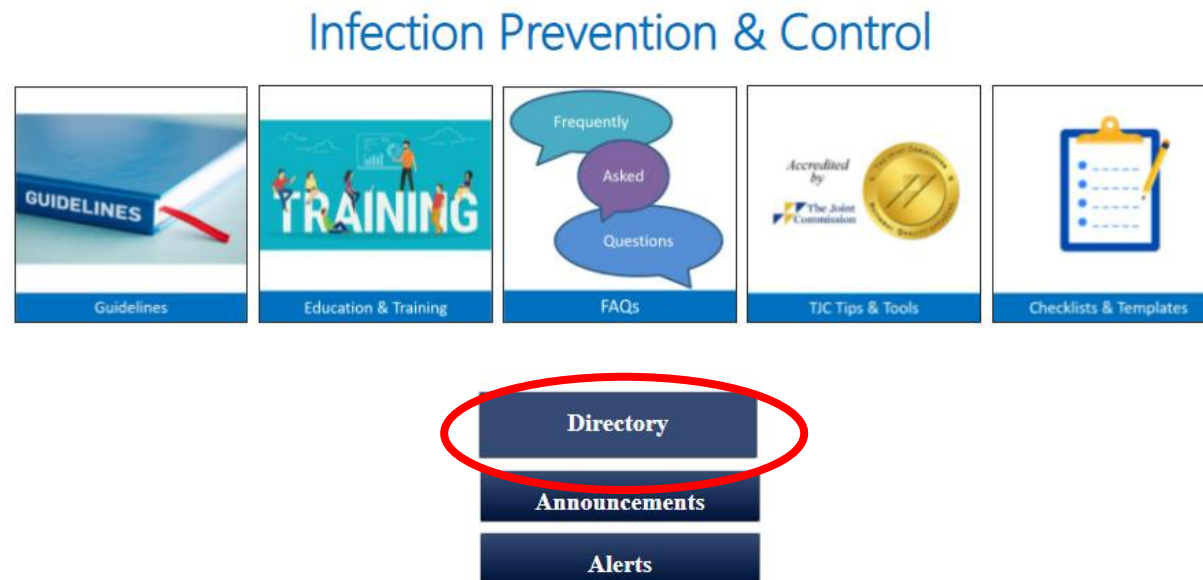 Infection Prevention & Control
GUIDELINES
Guidelines
TRAINING
Education & Training
Frequently
Asked
Questions
FAQs
Accredited
by
The Joint
Commission
TJC Tips & Tools
Checklists & Templates
Directory
Announcements
Alerts